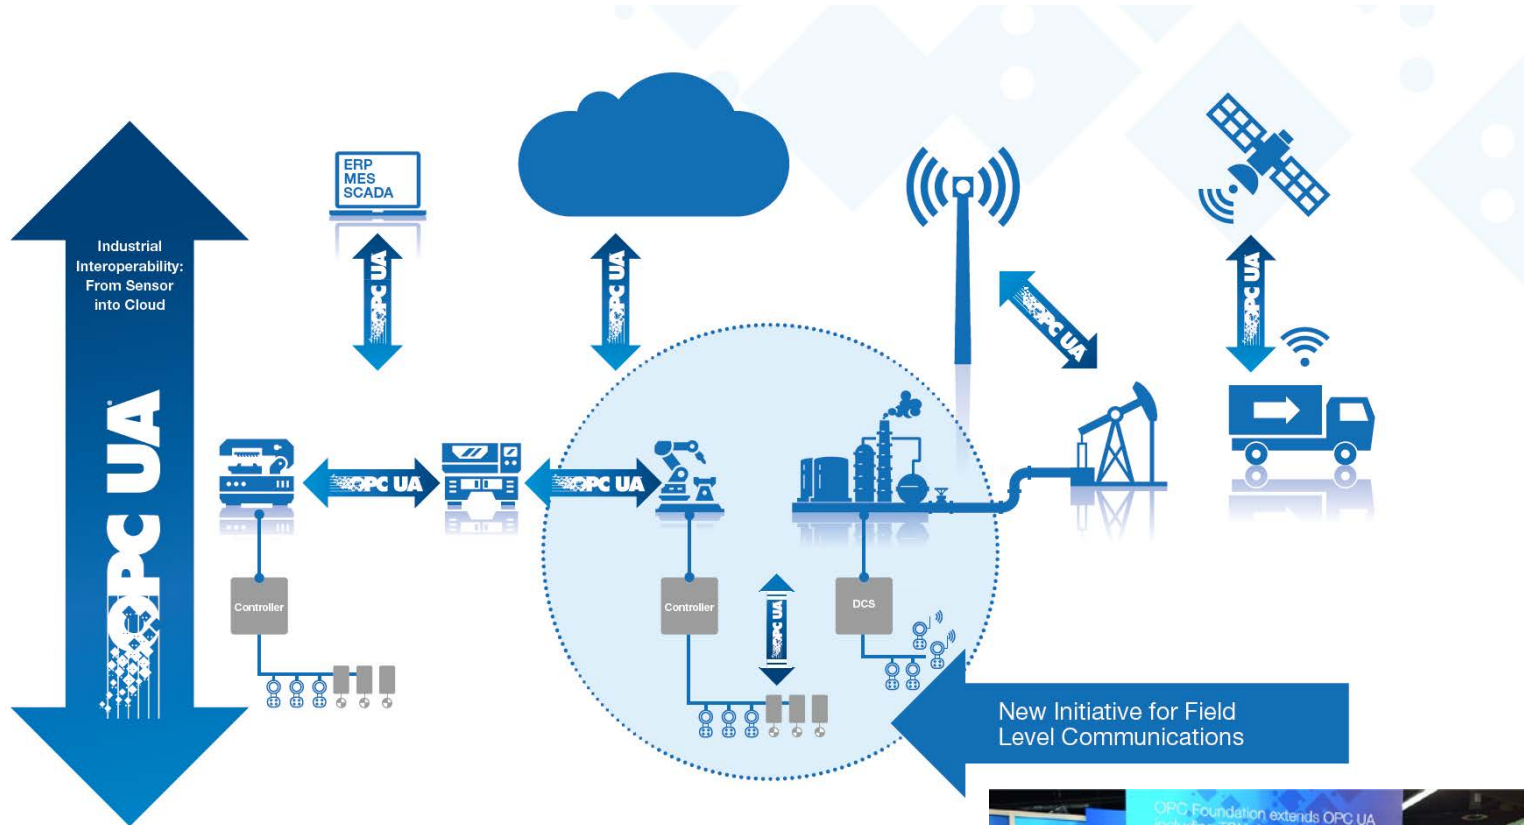 ERP
MES
SCADA
Industrial
Interoperability:
From Sensor
into Cloud
OPC UA
OPC UA
OPC UA
OPC UA
OPC UA
OPC UA
OPC UA
Controller
Controller
OPC UA
DCS
New Initiative for Field
Level Communications
OPC Foundation extends OPC UA
including TSN